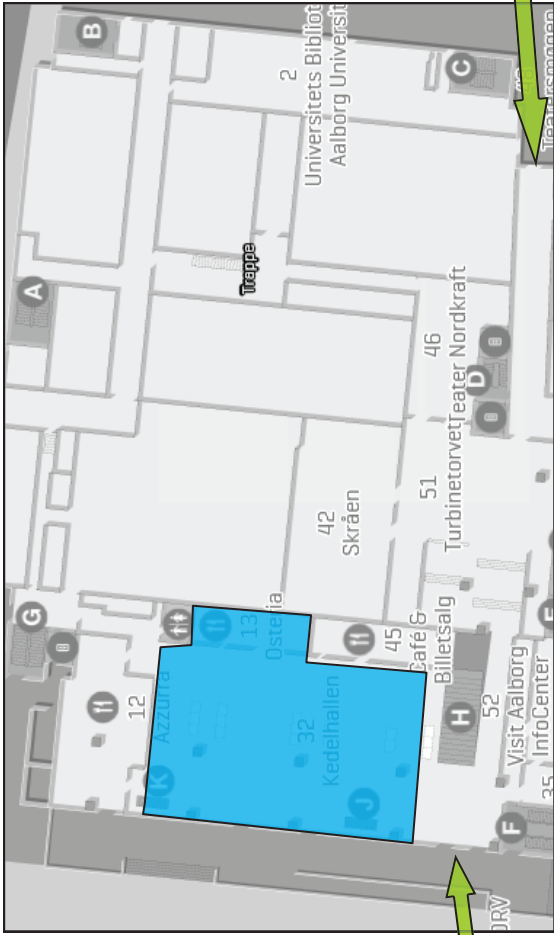 B
2
Universitets Bibliot
Aalborg Universit
C
A
Trappe
46
Teater Nordkraft
D
51
Turbinetorvet
42
Skråen
G
13
Osteria
45
Café &
Billetsalg
12
Azzurra
32
Kedelhallen
H
52
Visit Aalborg
InfoCenter
K
J
F
35